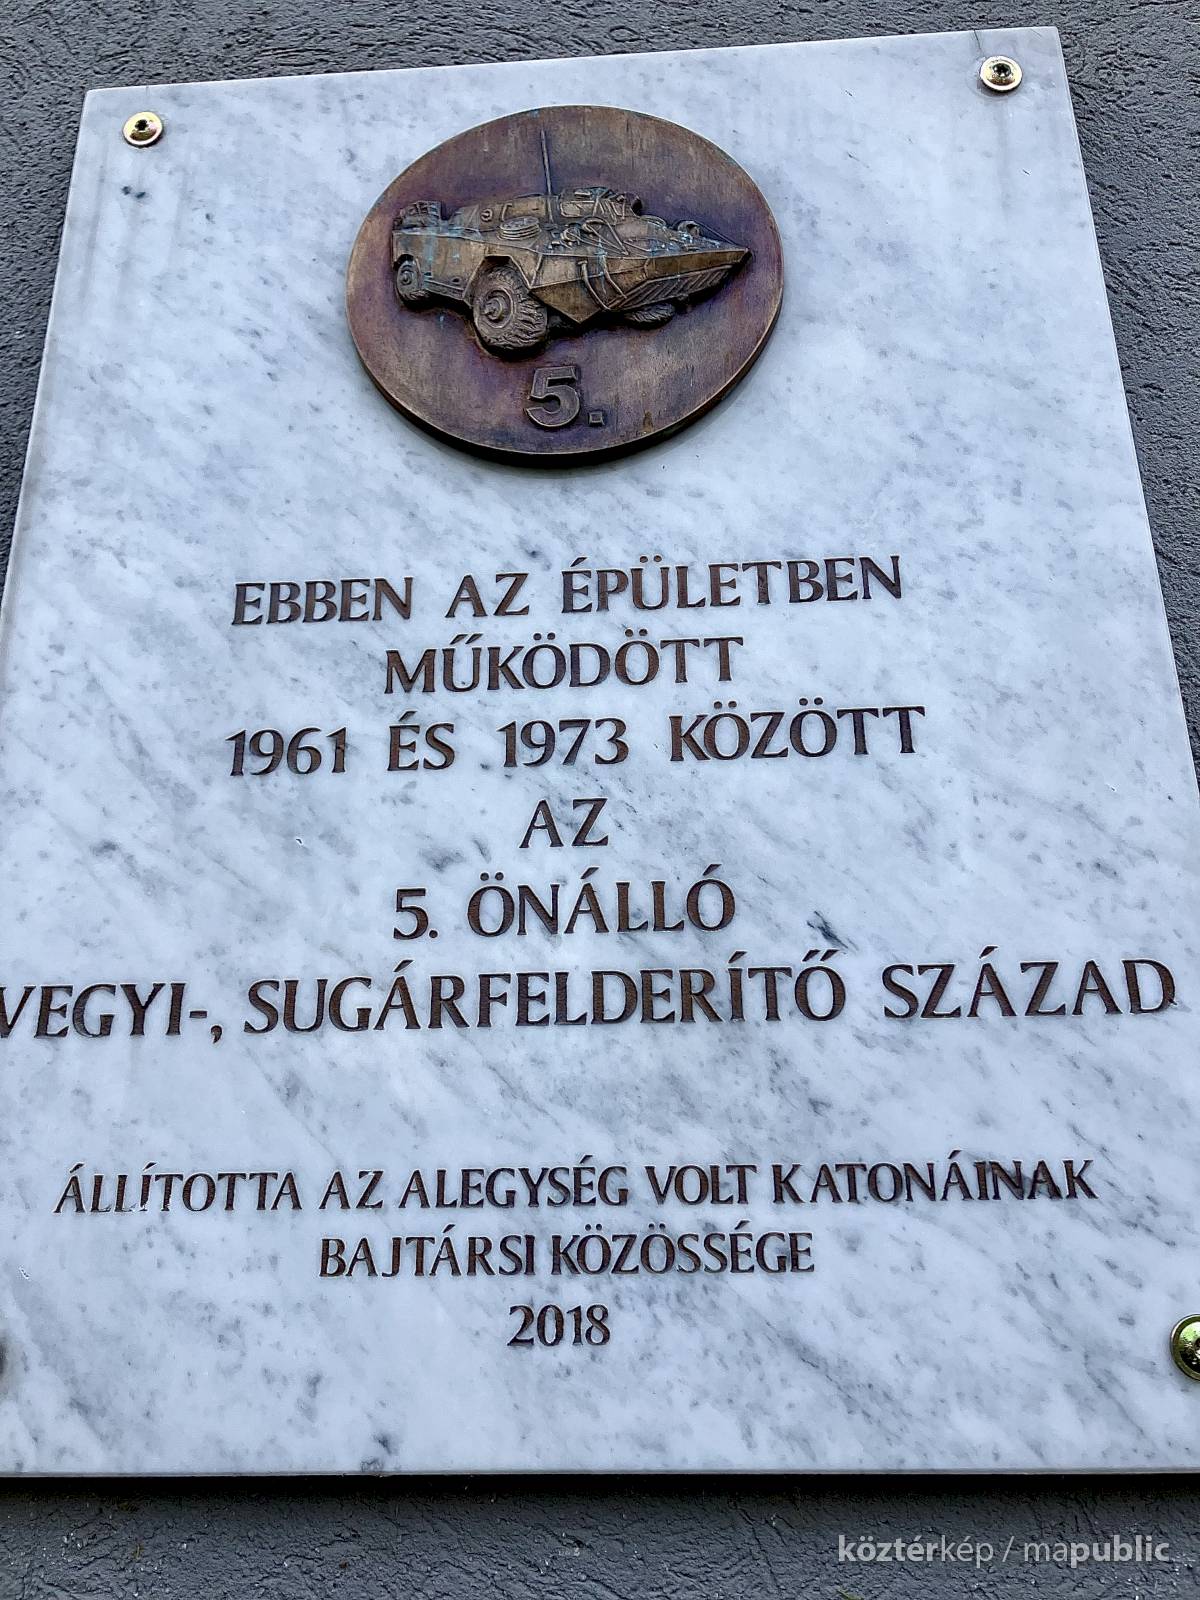 5.
EBBEN AZ ÉPÜLETBEN
MŰKÖDÖTT
1961 ÉS 1973 KÖZÖTT
AZ
5. ÖNÁLLÓ
VEGYI-, SUGÁRFELDERÍTŐ SZÁZAD
ÁLLÍTOTTA AZ ALEGYSÉG VOLT KATONÁINAK
BAJTÁRSI KÖZÖSSÉGE
2018
köztérkép / mapublic